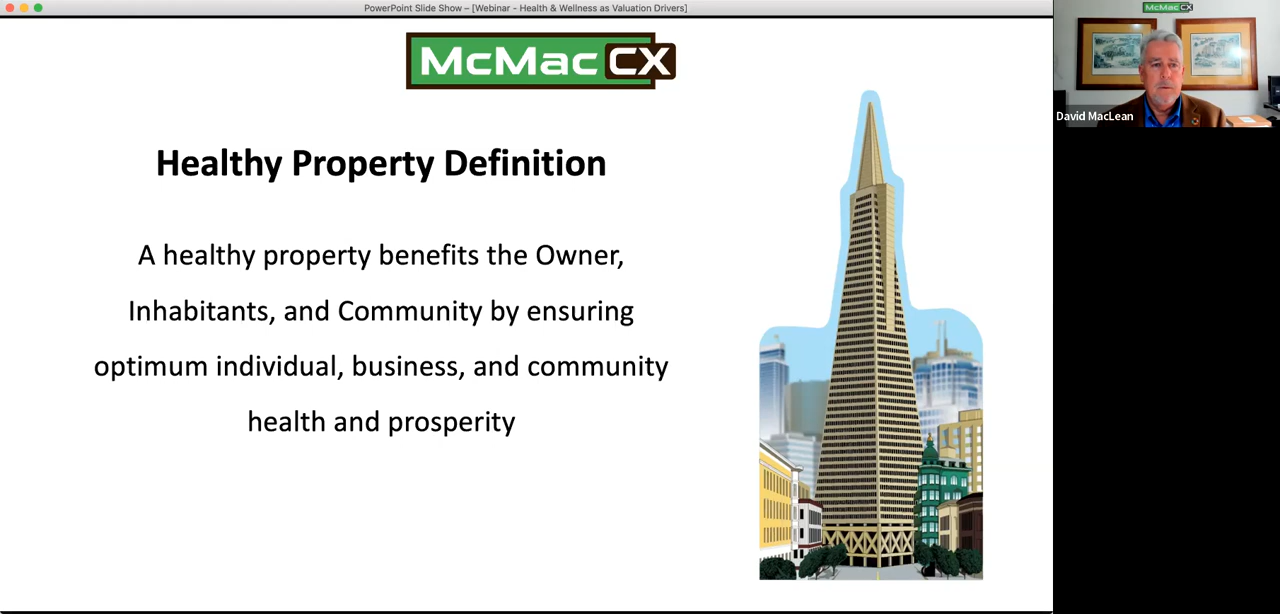 PowerPoint Slide Show – [Webinar - Health & Wellness as Valuation Drivers]
McMac CX
McMac CX
David MacLean
Healthy Property Definition
A healthy property benefits the Owner,
Inhabitants, and Community by ensuring
optimum individual, business, and community
health and prosperity